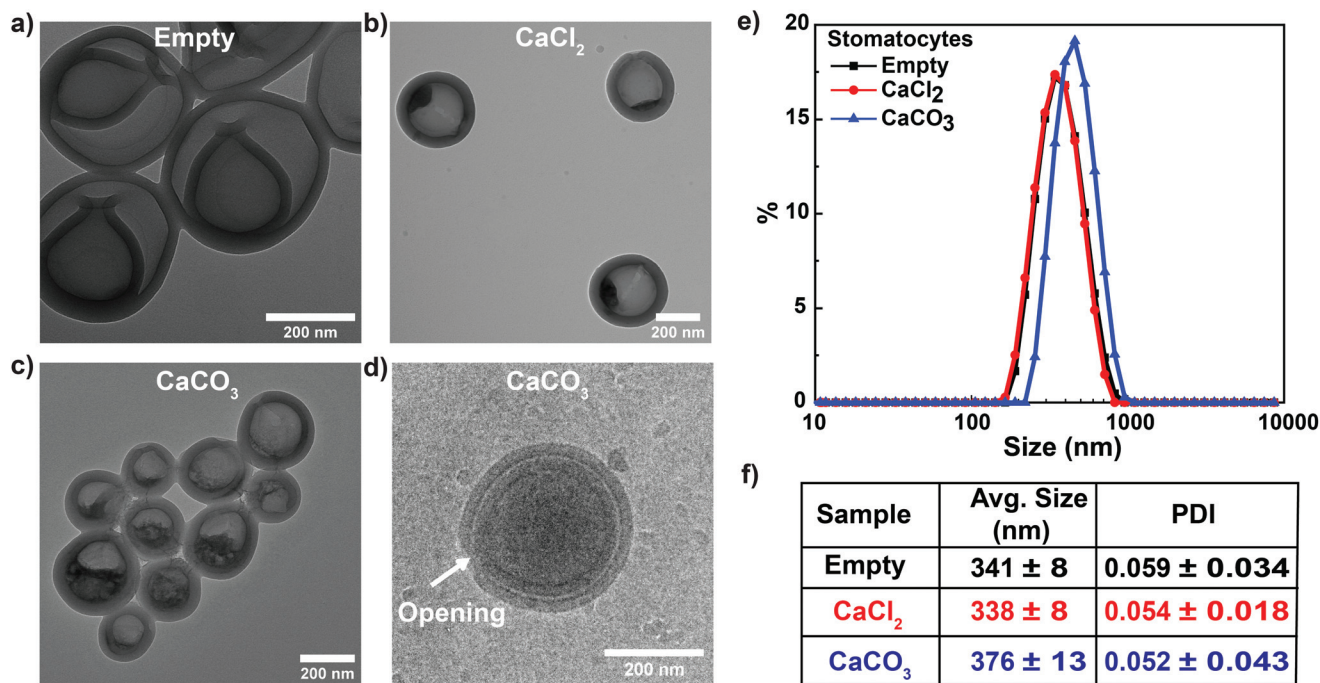 a)
Empty
200 nm
b)
CaCl₂
200 nm
c)
CaCO₃
200 nm
d)
CaCO₃
Opening
200 nm
e)
20
15
10
5
0
%
Stomatocytes
Empty
CaCl₂
CaCO₃
10 100 1000 10000
Size (nm)
f)
Sample Avg. Size (nm) PDI
Empty 341 ± 8 0.059 ± 0.034
CaCl₂ 338 ± 8 0.054 ± 0.018
CaCO₃ 376 ± 13 0.052 ± 0.043